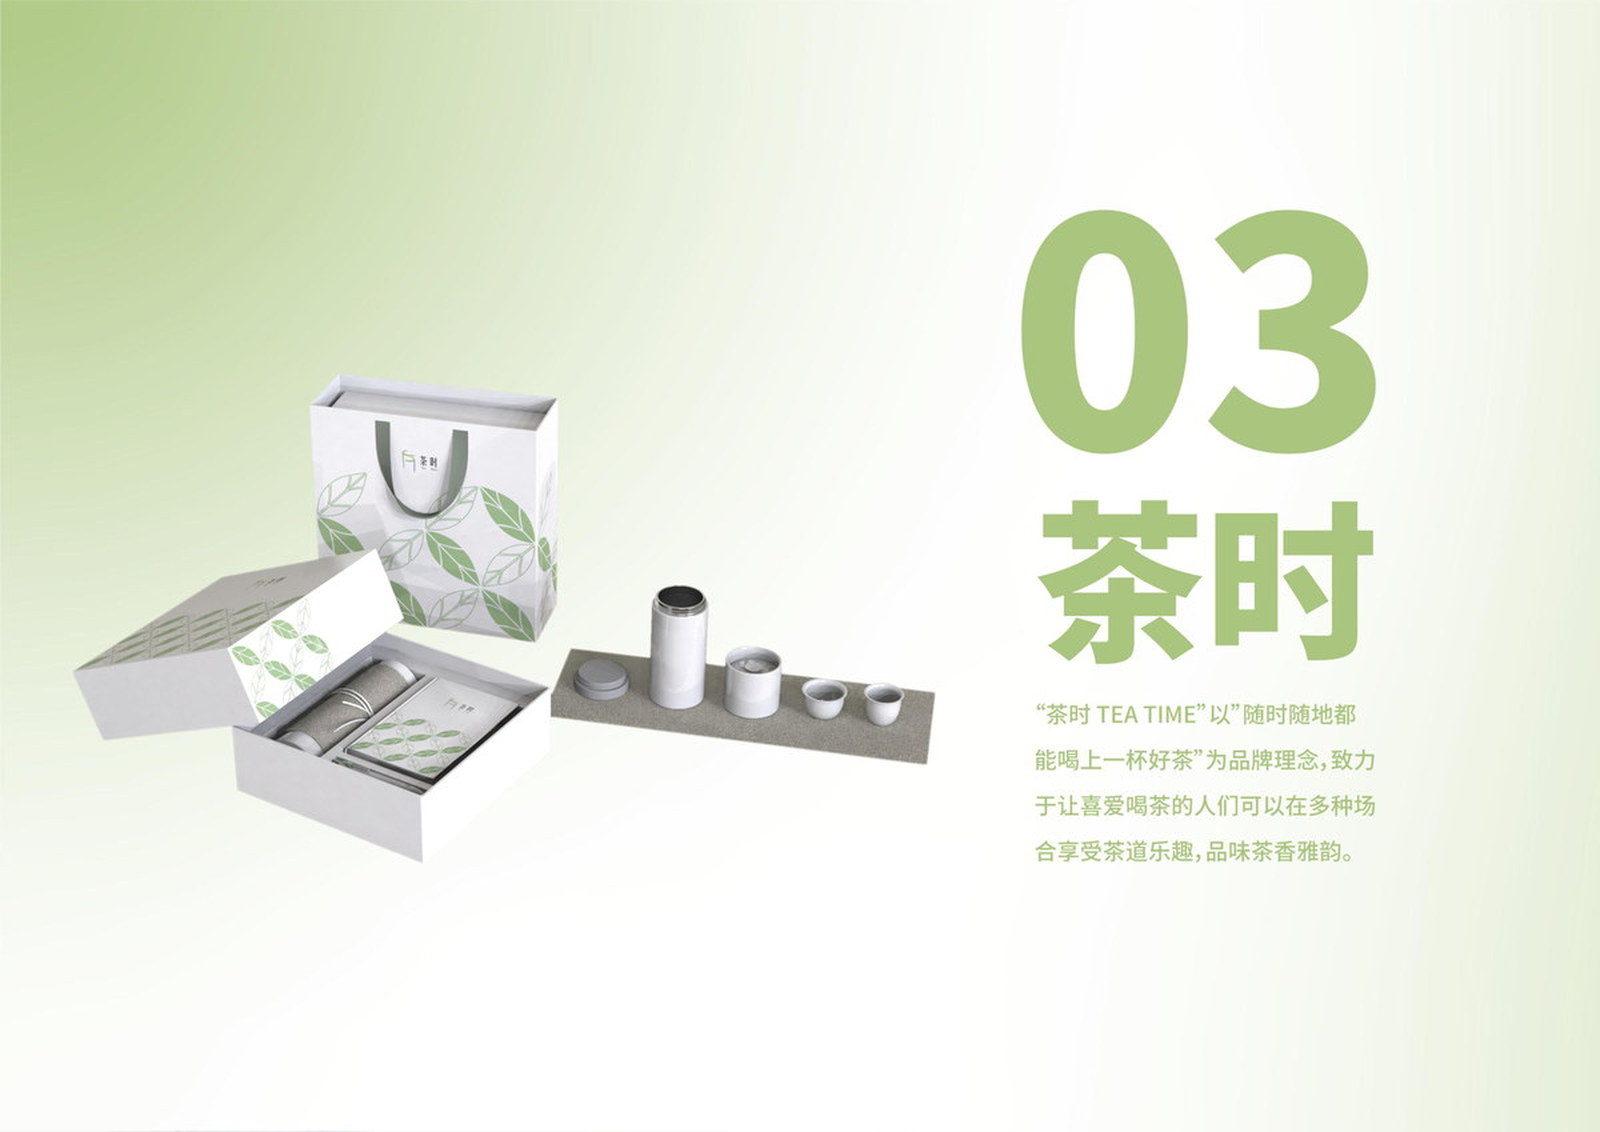 茶时
03
茶时
“茶时 TEA TIME”以”随时随地都
能喝上一杯好茶”为品牌理念，致力
于让喜爱喝茶的人们可以在多种场
合享受茶道乐趣，品味茶香雅韵。